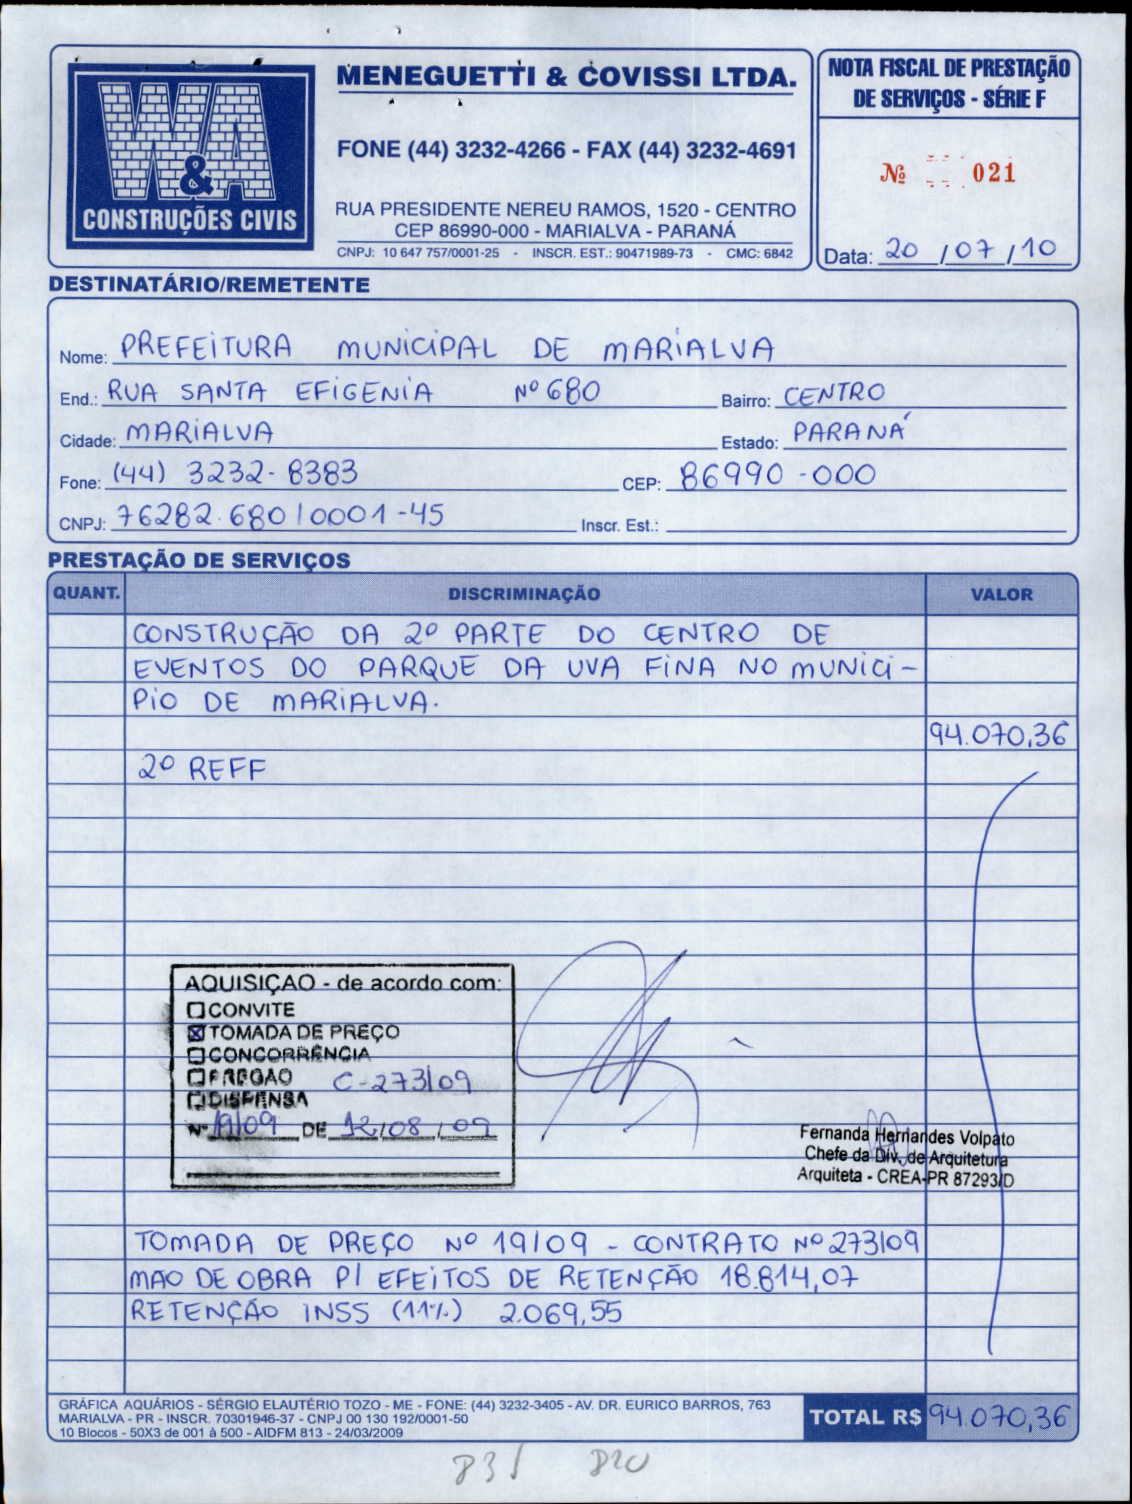 W&A
CONSTRUÇÕES CIVIS
MENEGUETTI & COVISSI LTDA.
FONE (44) 3232-4266 - FAX (44) 3232-4691
RUA PRESIDENTE NEREU RAMOS, 1520 - CENTRO
CEP 86990-000 - MARIALVA - PARANÁ
CNPJ: 10 647 757/0001-25 - INSCR. EST.: 90471989-73 - CMC: 6842
NOTA FISCAL DE PRESTAÇÃO
DE SERVIÇOS - SÉRIE F
Nº 021
Data: 20/07/10
DESTINATÁRIO/REMETENTE
Nome: PREFEITURA MUNICIPAL DE MARIALVA
End.: RUA SANTA EFIGENIA Nº 680 Bairro: CENTRO
Cidade: MARIALVA Estado: PARANÁ
Fone: (44) 3232-8383 CEP: 86990-000
CNPJ: 76282.680/0001-45 Inscr. Est.:
PRESTAÇÃO DE SERVIÇOS
QUANT. DISCRIMINAÇÃO VALOR
CONSTRUÇÃO DA 2º PARTE DO CENTRO DE
EVENTOS DO PARQUE DA UVA FINA NO MUNICI-
PIO DE MARIALVA.
94.070,36
2º REFF
AQUISIÇAO - de acordo com:
CONVITE
TOMADA DE PREÇO
CONCORRÊNCIA
PREGAO C-273/09
DISPENSA
Nº 19/09 DE 12/08/09
Fernanda Hernandes Volpato
Chefe da Div. de Arquitetura
Arquiteta - CREA-PR 87293/D
TOMADA DE PREÇO Nº 19/09 - CONTRATO Nº 273/09
MAO DE OBRA P/ EFEITOS DE RETENÇÃO 18.814,07
RETENÇÃO INSS (11%) 2.069,55
GRÁFICA AQUÁRIOS - SÉRGIO ELAUTÉRIO TOZO - ME - FONE: (44) 3232-3405 - AV. DR. EURICO BARROS, 763
MARIALVA - PR - INSCR. 70301946-37 - CNPJ 00 130 192/0001-50
10 Blocos - 50X3 de 001 à 500 - AIDFM 813 - 24/03/2009
TOTAL R$ 94.070,36